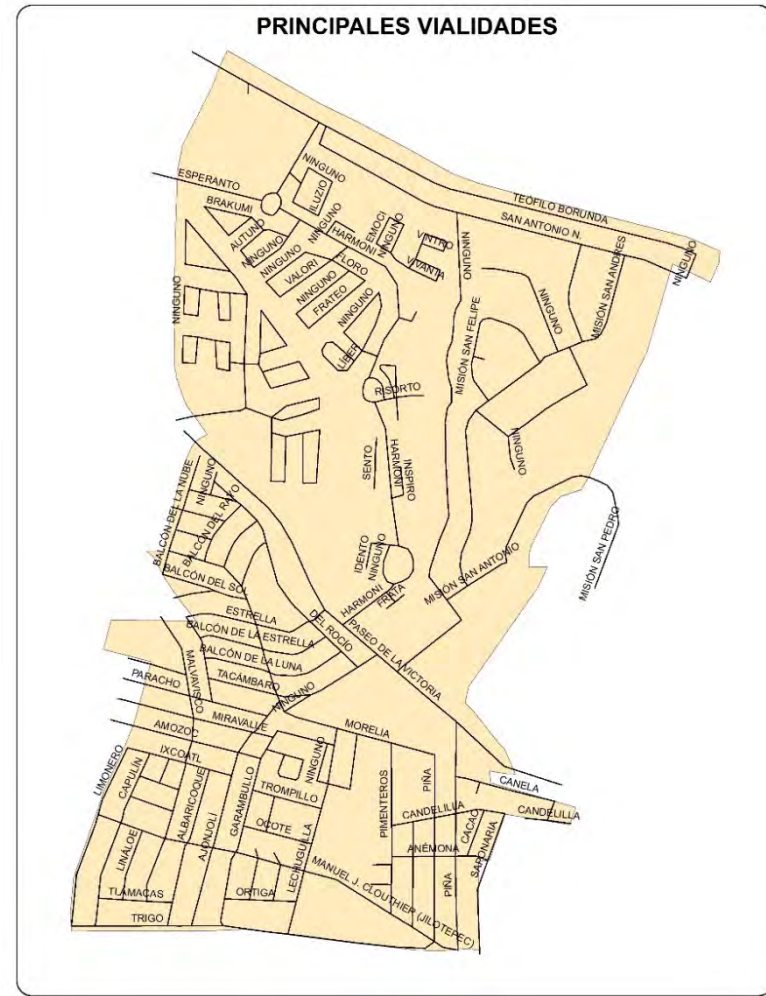 PRINCIPALES VIALIDADES
ESPERANTO
NINGUNO
ILUZIO
TEÓFILO BORUNDA
SAN ANTONIO N.
BRAKUMI
AUTUNO
NINGUNO
NINGUNO
HARMONI
EMOCI
NINGUNO
VINTRO
VIVANTA
NINGUNO
MISIÓN SAN ANDRES
NINGUNO
NINGUNO
VALORI
FLORO
NINGUNO
FRATEO
NINGUNO
NINGUNO
LÍBER
NINGUNO
MISIÓN SAN FELIPE
RISORTO
SENTO
HARMONI
INSPIRO
NINGUNO
BALCÓN DE LA NUBE
NINGUNO
BALCÓN DEL RAYO
BALCÓN DEL SOL
IDENTO
NINGUNO
MISIÓN SAN ANTONIO
MISIÓN SAN PEDRO
HARMONI
FRATA
ESTRELLA
BALCÓN DE LA ESTRELLA
DEL ROCÍO
PASEO DE LA VICTORIA
BALCÓN DE LA LUNA
MALVAVISCO
TACÁMBARO
PARACHO
NINGUNO
MIRAVALLE
MORELIA
AMOZOC
IXCOATL
LIMONERO
CAPULÍN
ALBARICOQUE
AJONJOLÍ
GARAMBULLO
NINGUNO
TROMPILLO
PIMENTEROS
PIÑA
CANELA
CANDELILLA
CANDELILLA
OCOTE
LECHUGUILLA
CACAO
SAPONARIA
ANÉMONA
LINÁLOE
MANUEL J. CLOUTHIER (JILOTEPEC)
PIÑA
TLAMACAS
ORTIGA
TRIGO